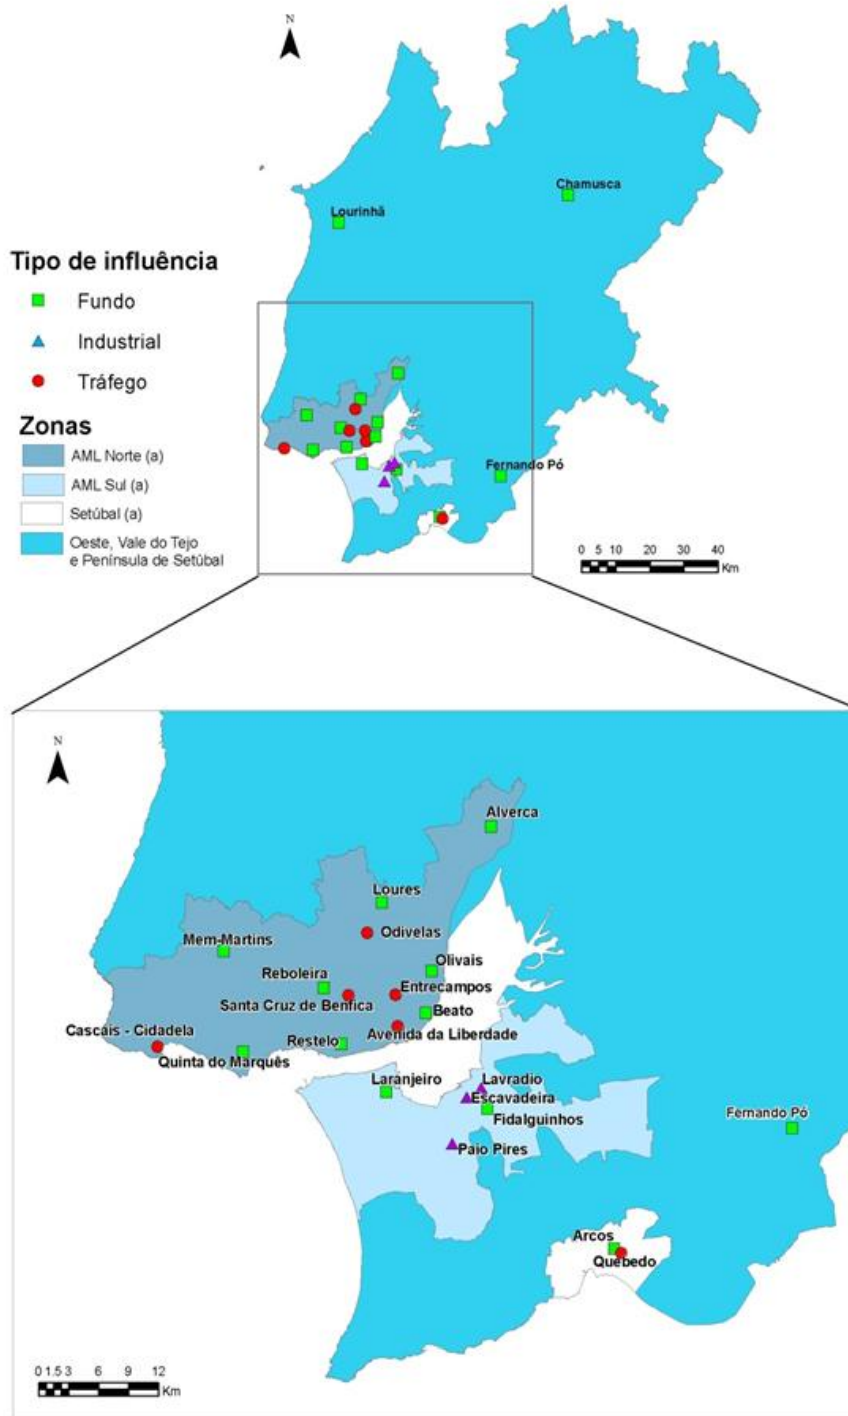 N
Chamusca
Lourinhã
Tipo de influência
Fundo
Industrial
Tráfego
Zonas
AML Norte (a)
AML Sul (a)
Setúbal (a)
Oeste, Vale do Tejo
e Península de Setúbal
Fernando Pó
0 5 10 20 30 40
Km
N
Alverca
Loures
Odivelas
Mem-Martins
Olivais
Reboleira
Entrecampos
Santa Cruz de Benfica
Beato
Cascais - Cidadela
Avenida da Liberdade
Restelo
Quinta do Marquês
Laranjeiro
Lavradio
Escavadeira
Fidalguinhos
Fernando Pó
Paio Pires
Arcos
Quebedo
0 1.5 3 6 9 12
Km